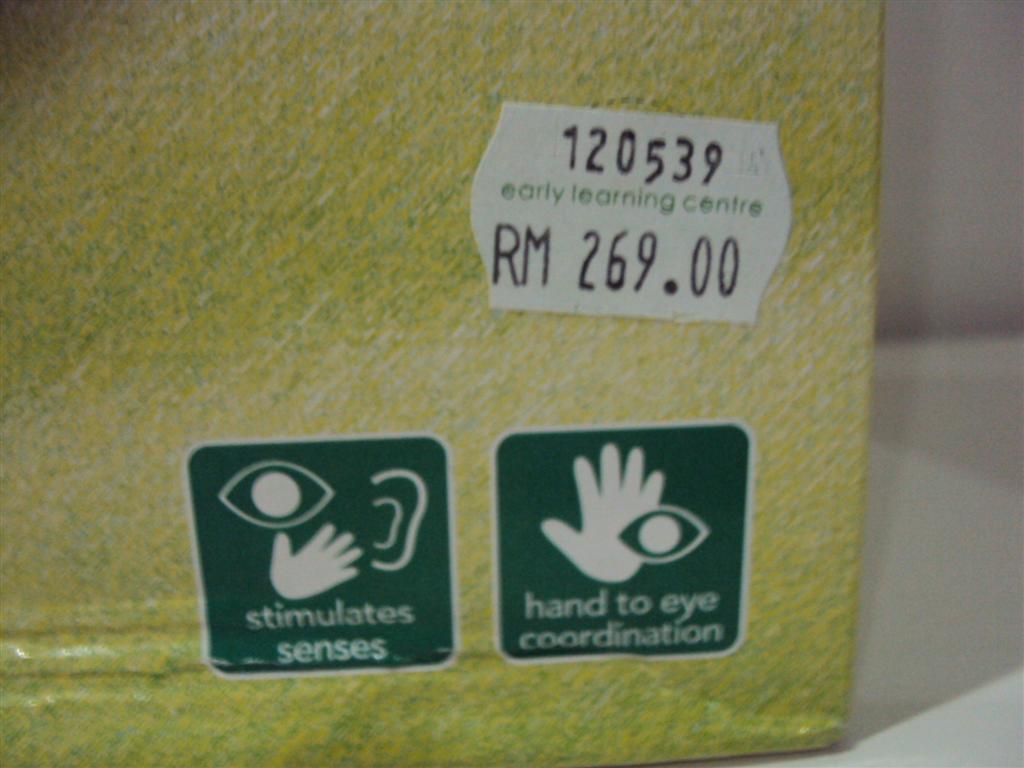 120539
early learning centre
RM 269.00
stimulates
senses
hand to eye
coordination